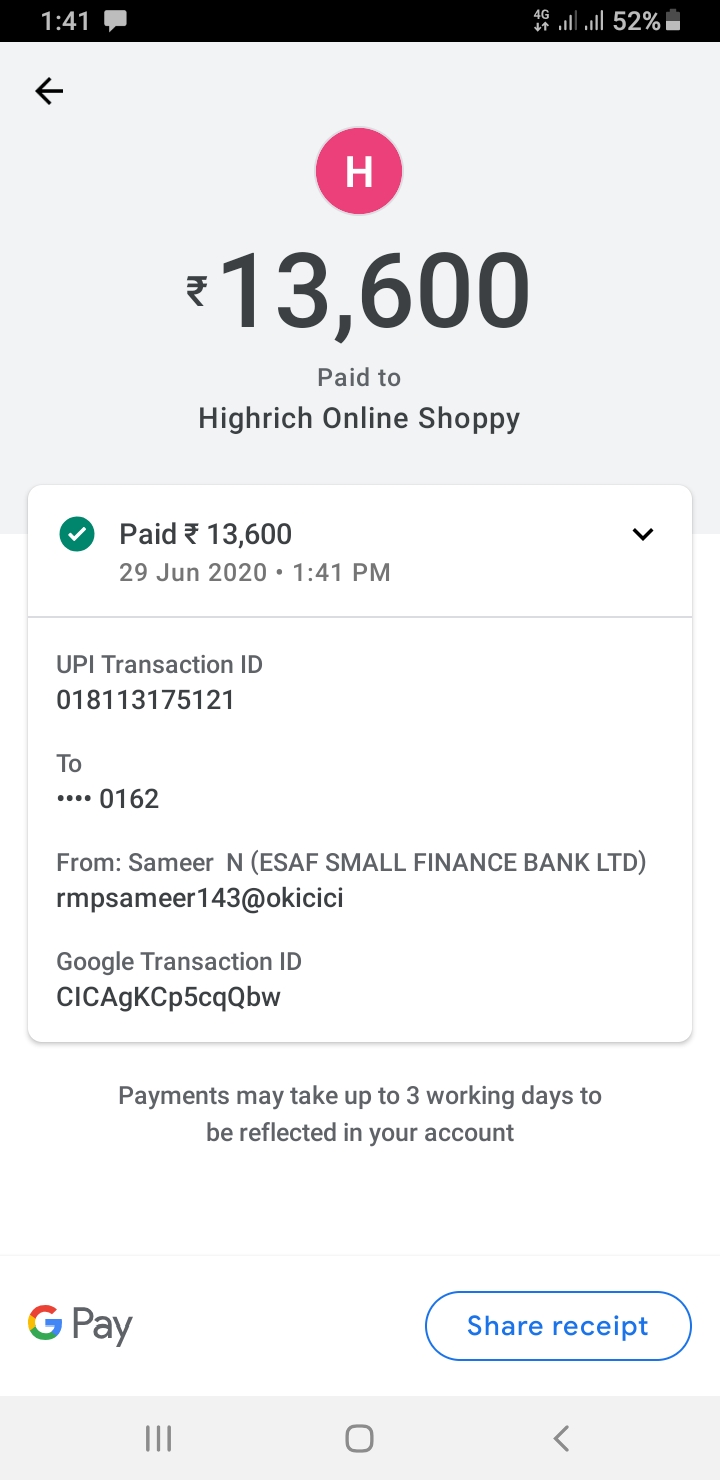 1:41
4G
52%
H
₹13,600
Paid to
Highrich Online Shoppy
Paid ₹ 13,600
29 Jun 2020 • 1:41 PM
UPI Transaction ID
018113175121
To
•••• 0162
From: Sameer  N (ESAF SMALL FINANCE BANK LTD)
rmpsameer143@okicici
Google Transaction ID
CICAgKCp5cqQbw
Payments may take up to 3 working days to
be reflected in your account
G Pay
Share receipt